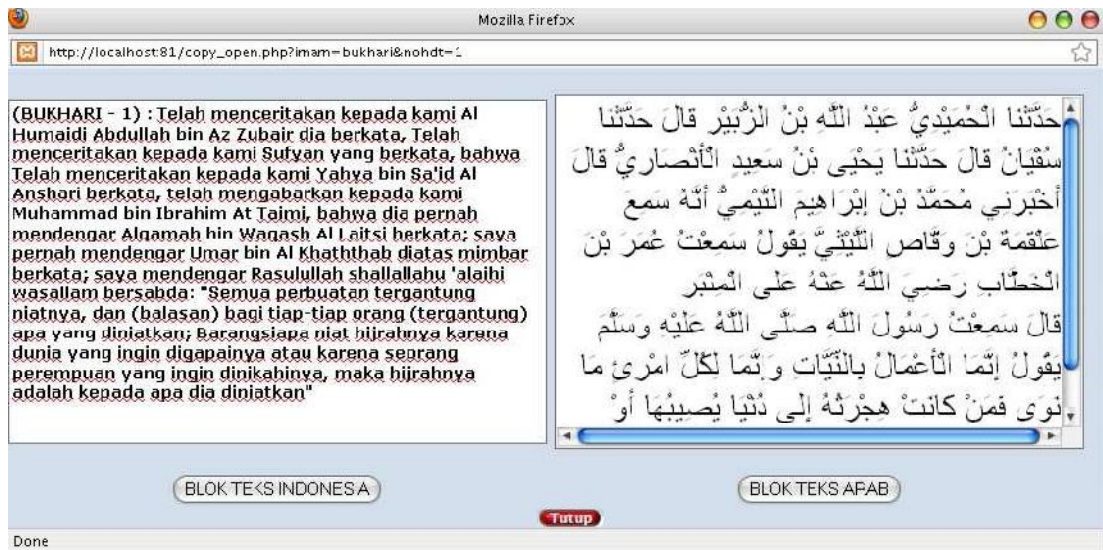 Mozilla Firefox
http://localhost:81/copy_open.php?imam=bukhari&nohdt=1
(BUKHARI - 1) : Telah menceritakan kepada kami Al
Humaidi Abdullah bin Az Zubair dia berkata, Telah
menceritakan kepada kami Sufyan yang berkata, bahwa
Telah menceritakan kepada kami Yahya bin Sa'id Al
Anshari berkata, telah mengabarkan kepada kami
Muhammad bin Ibrahim At Taimi, bahwa dia pernah
mendengar Alqamah bin Waqash Al Laitsi berkata; saya
pernah mendengar Umar bin Al Khaththab diatas mimbar
berkata; saya mendengar Rasulullah shallallahu 'alaihi
wasallam bersabda: "Semua perbuatan tergantung
niatnya, dan (balasan) bagi tiap-tiap orang (tergantung)
apa yang diniatkan; Barangsiapa niat hijrahnya karena
dunia yang ingin digapainya atau karena seorang
perempuan yang ingin dinikahinya, maka hijrahnya
adalah kepada apa dia diniatkan"
حَدَّثَنَا الْحُمَيْدِيُّ عَبْدُ اللَّهِ بْنُ الزُّبَيْرِ قَالَ حَدَّثَنَا
سُفْيَانُ قَالَ حَدَّثَنَا يَحْيَى بْنُ سَعِيدٍ الْأَنْصَارِيُّ قَالَ
أَخْبَرَنِي مُحَمَّدُ بْنُ إِبْرَاهِيمَ التَّيْمِيُّ أَنَّهُ سَمِعَ
عَلْقَمَةَ بْنَ وَقَّاصٍ اللَّيْثِيَّ يَقُولُ سَمِعْتُ عُمَرَ بْنَ
الْخَطَّابِ رَضِيَ اللَّهُ عَنْهُ عَلَى الْمِنْبَرِ
قَالَ سَمِعْتُ رَسُولَ اللَّهِ صَلَّى اللَّهُ عَلَيْهِ وَسَلَّمَ
يَقُولُ إِنَّمَا الْأَعْمَالُ بِالنِّيَّاتِ وَإِنَّمَا لِكُلِّ امْرِئٍ مَا
نَوَى فَمَنْ كَانَتْ هِجْرَتُهُ إِلَى دُنْيَا يُصِيبُهَا أَوْ
BLOK TEKS INDONESIA
BLOK TEKS ARAB
Tutup
Done